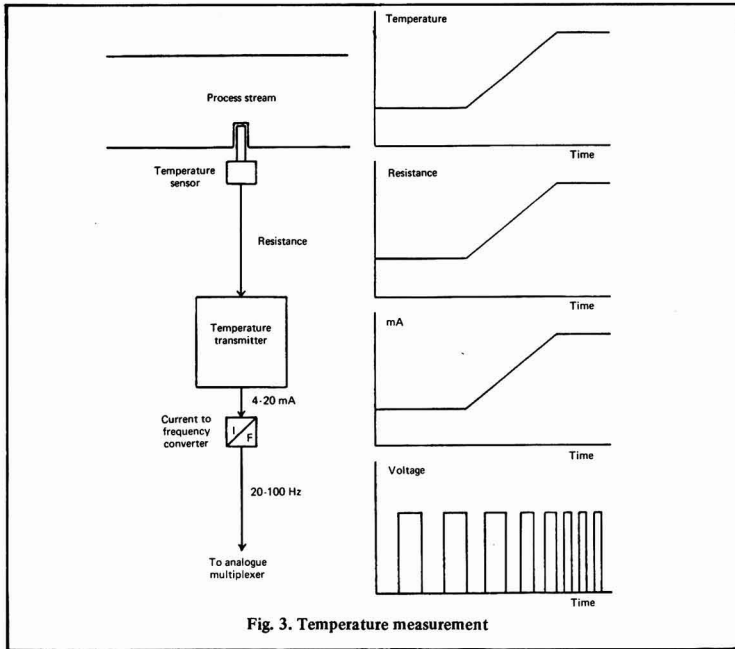 Process stream
Temperature
sensor
Resistance
Temperature
transmitter
4-20 mA
Current to
frequency
converter
I
F
20-100 Hz
To analogue
multiplexer
Temperature
Time
Resistance
Time
mA
Time
Voltage
Time
Fig. 3. Temperature measurement